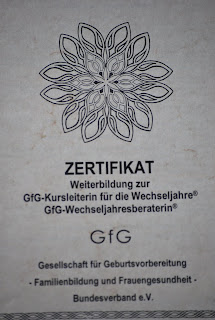 ZERTIFIKAT
Weiterbildung zur
GfG-Kursleiterin für die Wechseljahre®
GfG-Wechseljahresberaterin®
GfG
Gesellschaft für Geburtsvorbereitung
- Familienbildung und Frauengesundheit -
Bundesverband e.V.